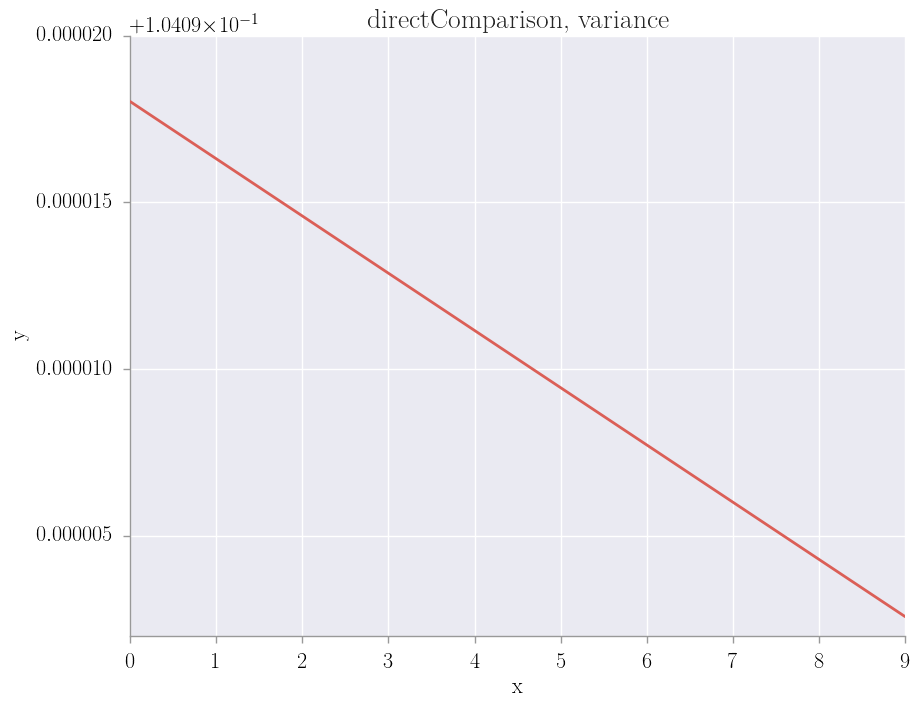 directComparison, variance
+1.0409×10⁻¹
0.000020
0.000015
0.000010
0.000005
y
0 1 2 3 4 5 6 7 8 9
x